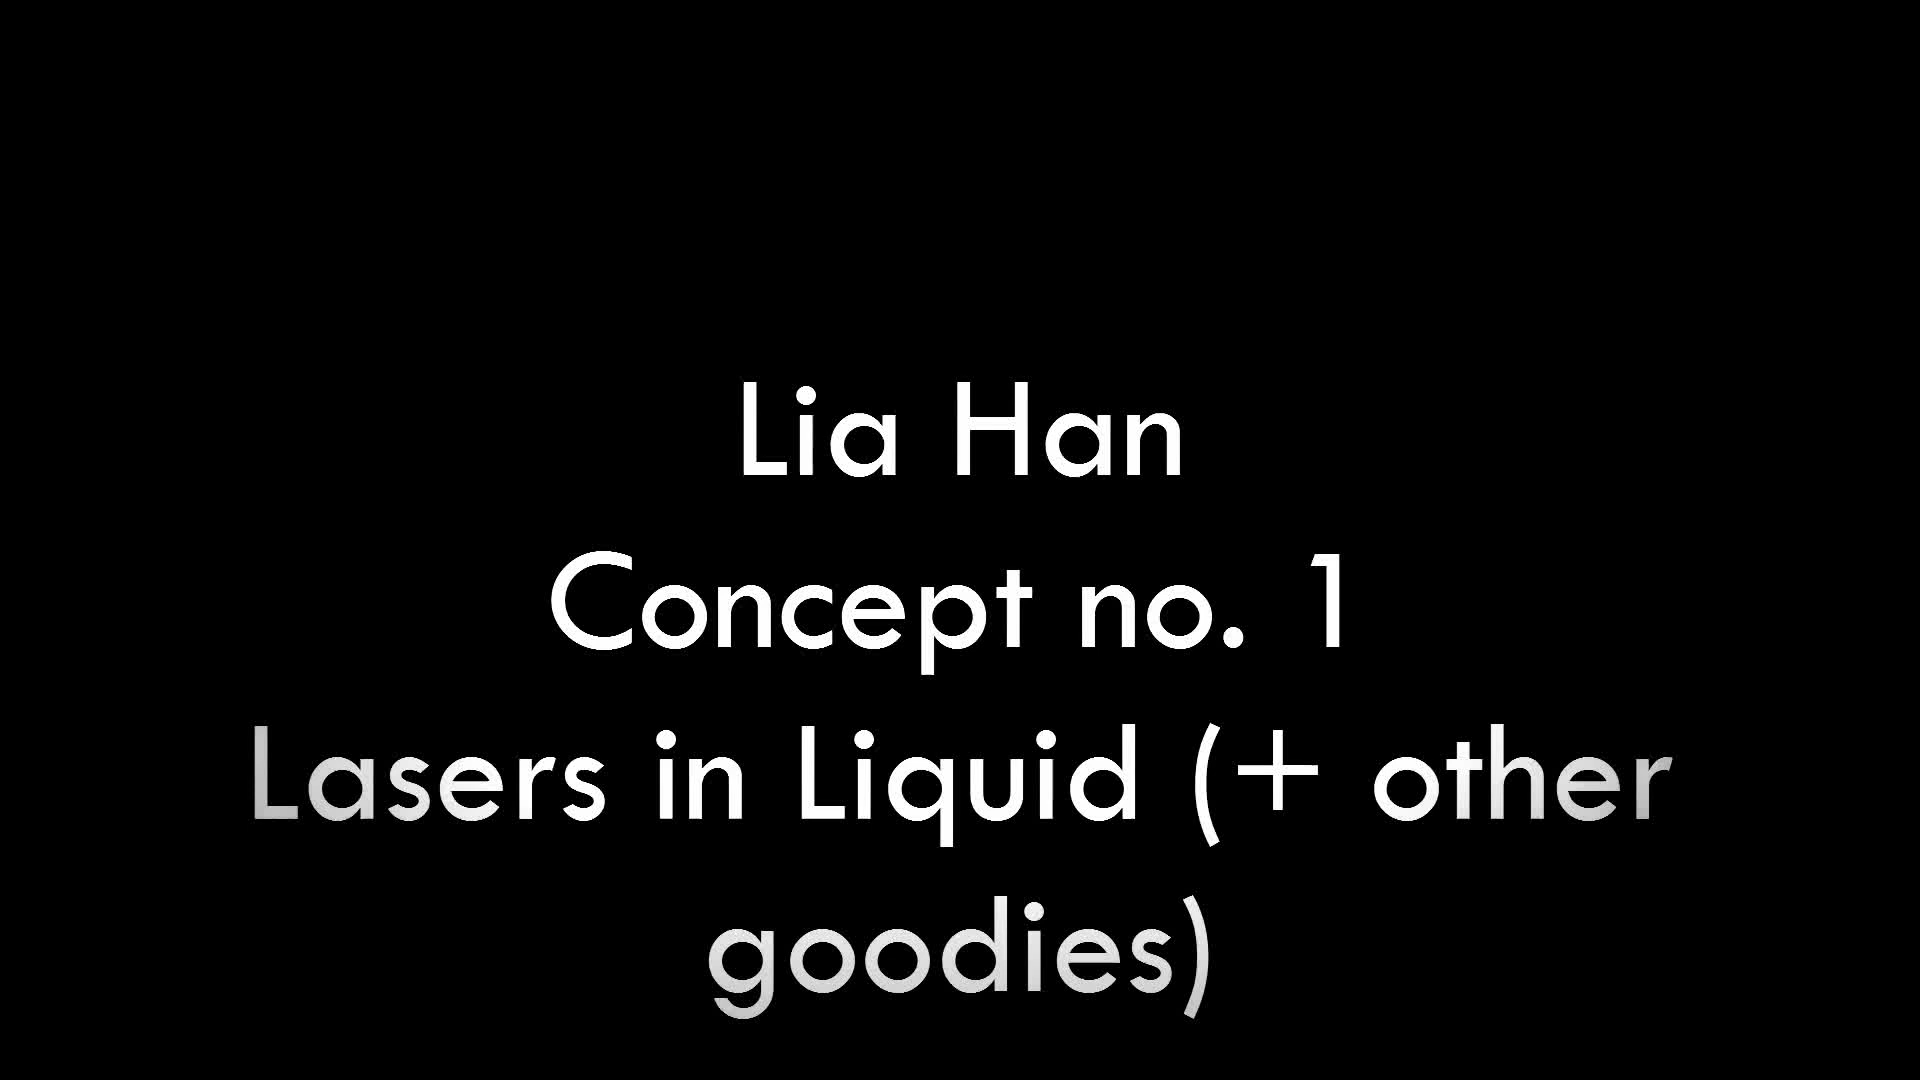 Lia Han
Concept no. 1
Lasers in Liquid (+ other
goodies)